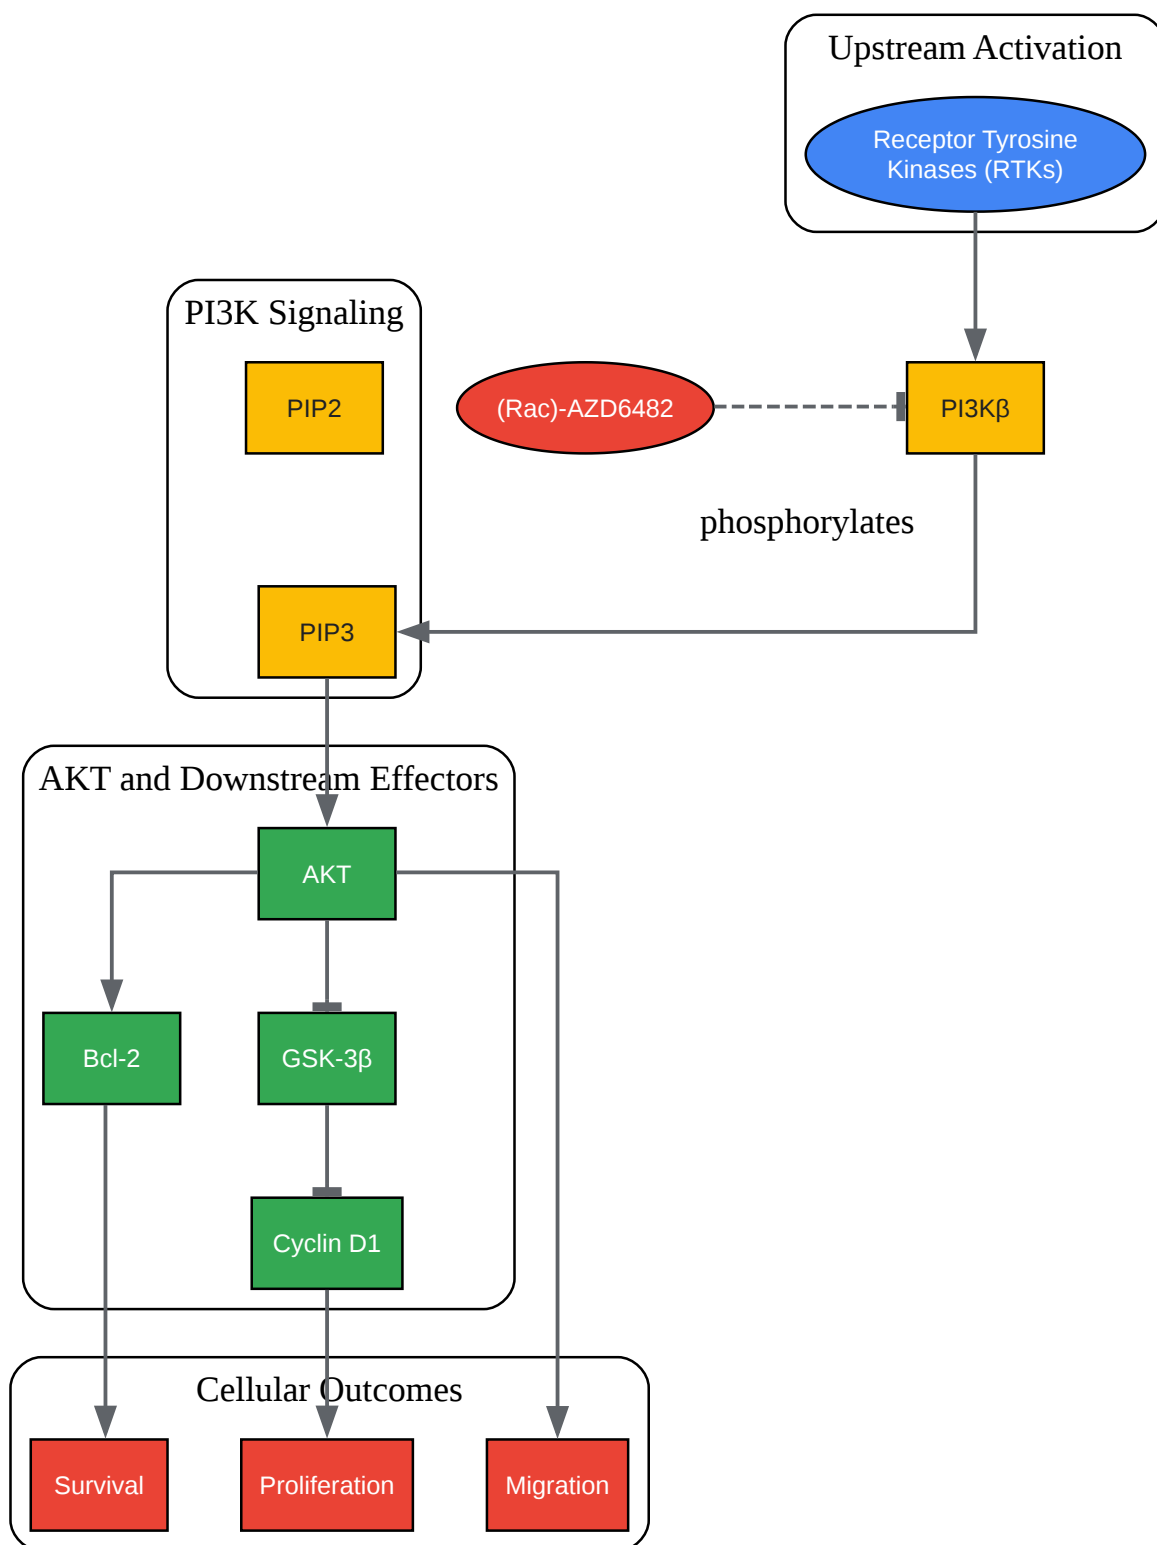 Upstream Activation
Receptor Tyrosine
Kinases (RTKs)
PI3K Signaling
PIP2
(Rac)-AZD6482
PI3Kβ
phosphorylates
PIP3
AKT and Downstream Effectors
AKT
Bcl-2
GSK-3β
Cyclin D1
Cellular Outcomes
Survival
Proliferation
Migration